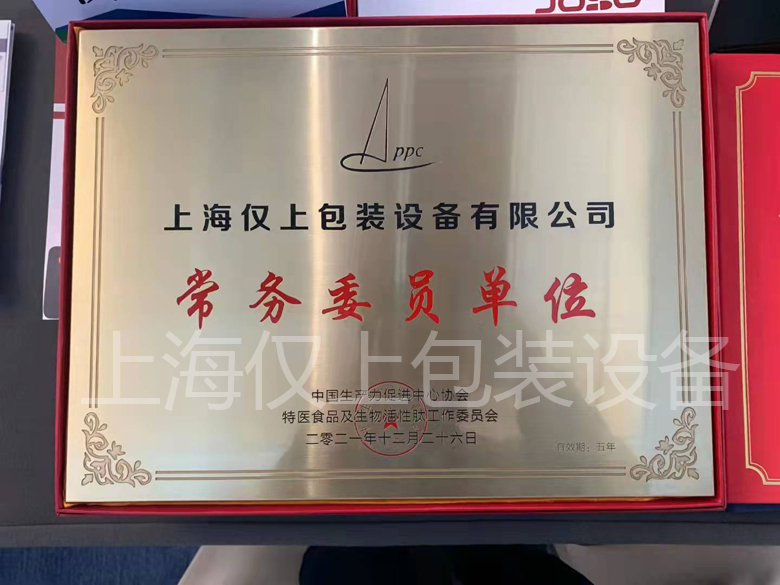 ppc
上海仅上包装设备有限公司
常务委员单位
上海仅上包装设备
中国生产力促进中心协会
特医食品及生物活性肽工作委员会
二零二一年十二月二十六日
有效期：五年